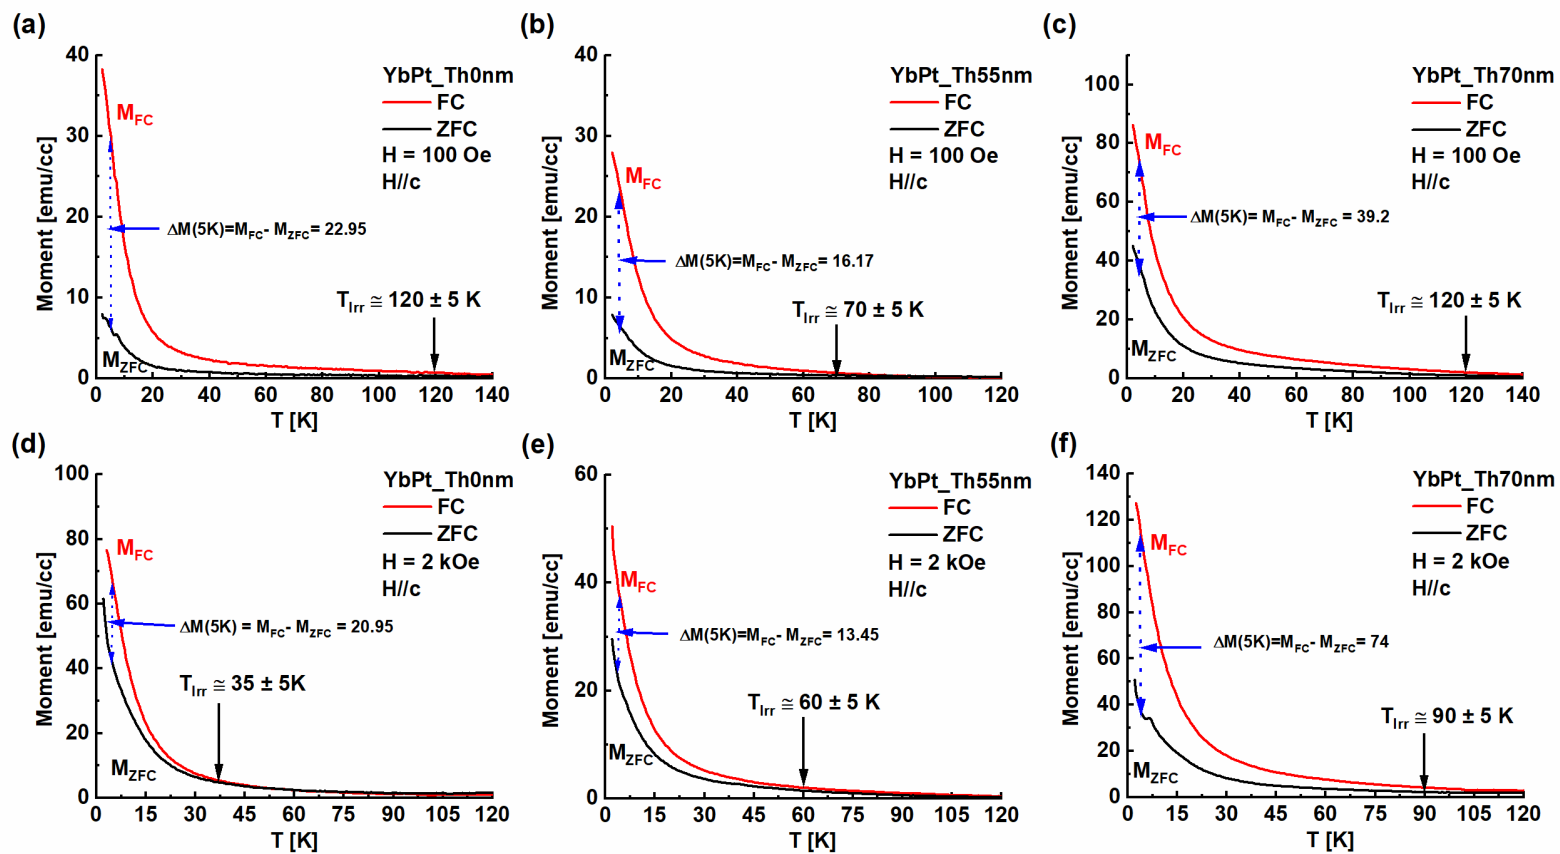 (a)
YbPt_Th0nm
FC
ZFC
H = 100 Oe
H//c
M_FC
ΔM(5K)=M_FC- M_ZFC= 22.95
T_Irr ≅ 120 ± 5 K
M_ZFC
Moment [emu/cc]
40
30
20
10
0
0 20 40 60 80 100 120 140
T [K]
(b)
YbPt_Th55nm
FC
ZFC
H = 100 Oe
H//c
M_FC
ΔM(5K)=M_FC- M_ZFC= 16.17
T_Irr ≅ 70 ± 5 K
M_ZFC
Moment [emu/cc]
40
30
20
10
0
0 20 40 60 80 100 120
T [K]
(c)
YbPt_Th70nm
FC
ZFC
H = 100 Oe
H//c
M_FC
ΔM(5K)= M_FC- M_ZFC= 39.2
T_Irr ≅ 120 ± 5 K
M_ZFC
Moment [emu/cc]
100
80
60
40
20
0
0 20 40 60 80 100 120 140
T [K]
(d)
YbPt_Th0nm
FC
ZFC
H = 2 kOe
H//c
M_FC
ΔM(5K) = M_FC- M_ZFC= 20.95
T_Irr ≅ 35 ± 5K
M_ZFC
Moment [emu/cc]
100
80
60
40
20
0
0 15 30 45 60 75 90 105 120
T [K]
(e)
YbPt_Th55nm
FC
ZFC
H = 2 kOe
H//c
M_FC
ΔM(5K)=M_FC- M_ZFC= 13.45
T_Irr ≅ 60 ± 5 K
M_ZFC
Moment [emu/cc]
60
40
20
0
0 15 30 45 60 75 90 105 120
T [K]
(f)
YbPt_Th70nm
FC
ZFC
H = 2 kOe
H//c
M_FC
ΔM(5K)=M_FC- M_ZFC= 74
T_Irr ≅ 90 ± 5 K
M_ZFC
Moment [emu/cc]
140
120
100
80
60
40
20
0
0 15 30 45 60 75 90 105 120
T [K]